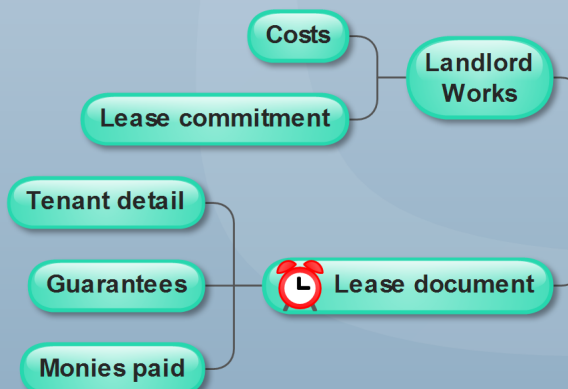 Costs
Landlord
Works
Lease commitment
Tenant detail
Guarantees
Lease document
Monies paid